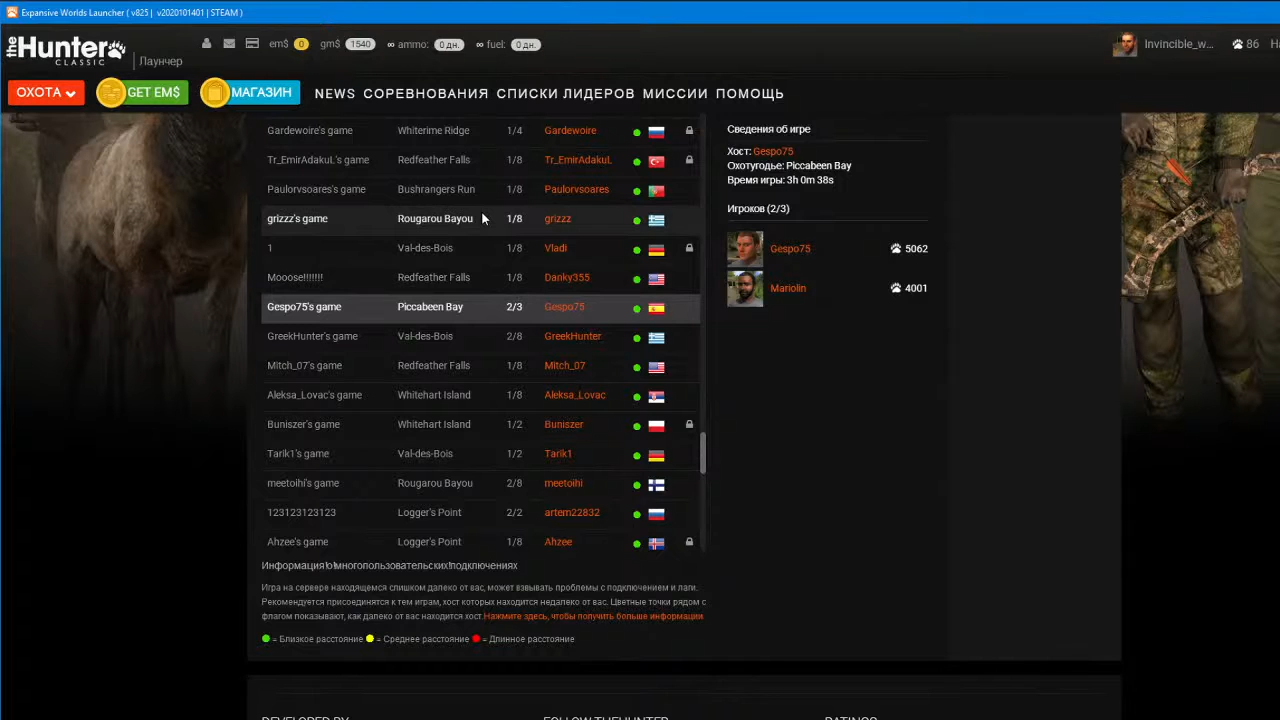 Expansive Worlds Launcher ( v825 | v2020101401 | STEAM )
theHunter CLASSIC
Лаунчер
em$ 0 gm$ 1540 ∞ ammo: 0 дн. ∞ fuel: 0 дн.
Invincible_w... 86
ОХОТА GET EM$ МАГАЗИН NEWS СОРЕВНОВАНИЯ СПИСКИ ЛИДЕРОВ МИССИИ ПОМОЩЬ
Gardewoire's game Whiterime Ridge 1/4 Gardewoire
Tr_EmirAdakuL's game Redfeather Falls 1/8 Tr_EmirAdakuL
Paulorvsoares's game Bushrangers Run 1/8 Paulorvsoares
grizzz's game Rougarou Bayou 1/8 grizzz
1 Val-des-Bois 1/8 Vladi
Mooose!!!!!!! Redfeather Falls 1/8 Danky355
Gespo75's game Piccabeen Bay 2/3 Gespo75
GreekHunter's game Val-des-Bois 2/8 GreekHunter
Mitch_07's game Redfeather Falls 1/8 Mitch_07
Aleksa_Lovac's game Whitehart Island 1/8 Aleksa_Lovac
Buniszer's game Whitehart Island 1/2 Buniszer
Tarik1's game Val-des-Bois 1/2 Tarik1
meetoihi's game Rougarou Bayou 2/8 meetoihi
123123123123 Logger's Point 2/2 artem22832
Ahzee's game Logger's Point 1/8 Ahzee
Сведения об игре
Хост: Gespo75
Охотугодье: Piccabeen Bay
Время игры: 3h 0m 38s
Игроков (2/3)
Gespo75 5062
Mariolin 4001
Игра на сервере находящемся слишком далеко от вас, может взывать проблемы с подключением и лаги.
Рекомендуется присоединятся к тем играм, хост которых находится недалеко от вас. Цветные точки рядом с
флагом показывают, как далеко от вас находится хост.Нажмите здесь, чтобы получить больше информации.
= Близкое расстояние = Среднее расстояние = Длинное расстояние
DEVELOPED BY FOLLOW THEHUNTER RATINGS